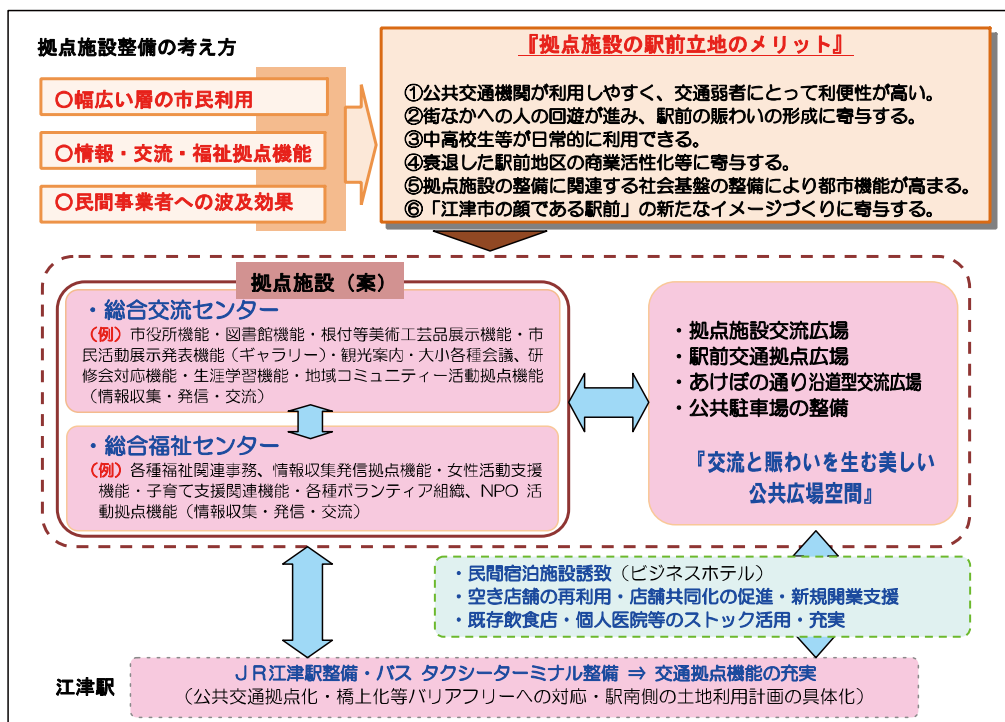 拠点施設整備の考え方
○幅広い層の市民利用
○情報・交流・福祉拠点機能
○民間事業者への波及効果
『拠点施設の駅前立地のメリット』
①公共交通機関が利用しやすく、交通弱者にとって利便性が高い。
②街なかへの人の回遊が進み、駅前の賑わいの形成に寄与する。
③中高校生等が日常的に利用できる。
④衰退した駅前地区の商業活性化等に寄与する。
⑤拠点施設の整備に関連する社会基盤の整備により都市機能が高まる。
⑥「江津市の顔である駅前」の新たなイメージづくりに寄与する。
拠点施設（案）
・総合交流センター
（例）市役所機能・図書館機能・根付等美術工芸品展示機能・市
民活動展示発表機能（ギャラリー）・観光案内・大小各種会議、研
修会対応機能・生涯学習機能・地域コミュニティー活動拠点機能
（情報収集・発信・交流）
・総合福祉センター
（例）各種福祉関連事務、情報収集発信拠点機能・女性活動支援
機能・子育て支援関連機能・各種ボランティア組織、NPO 活
動拠点機能（情報収集・発信・交流）
・拠点施設交流広場
・駅前交通拠点広場
・あけぼの通り沿道型交流広場
・公共駐車場の整備
『交流と賑わいを生む美しい
公共広場空間』
・民間宿泊施設誘致（ビジネスホテル）
・空き店舗の再利用・店舗共同化の促進・新規開業支援
・既存飲食店・個人医院等のストック活用・充実
江津駅
ＪＲ江津駅整備・バス タクシーターミナル整備 ⇒ 交通拠点機能の充実
（公共交通拠点化・橋上化等バリアフリーへの対応・駅南側の土地利用計画の具体化）